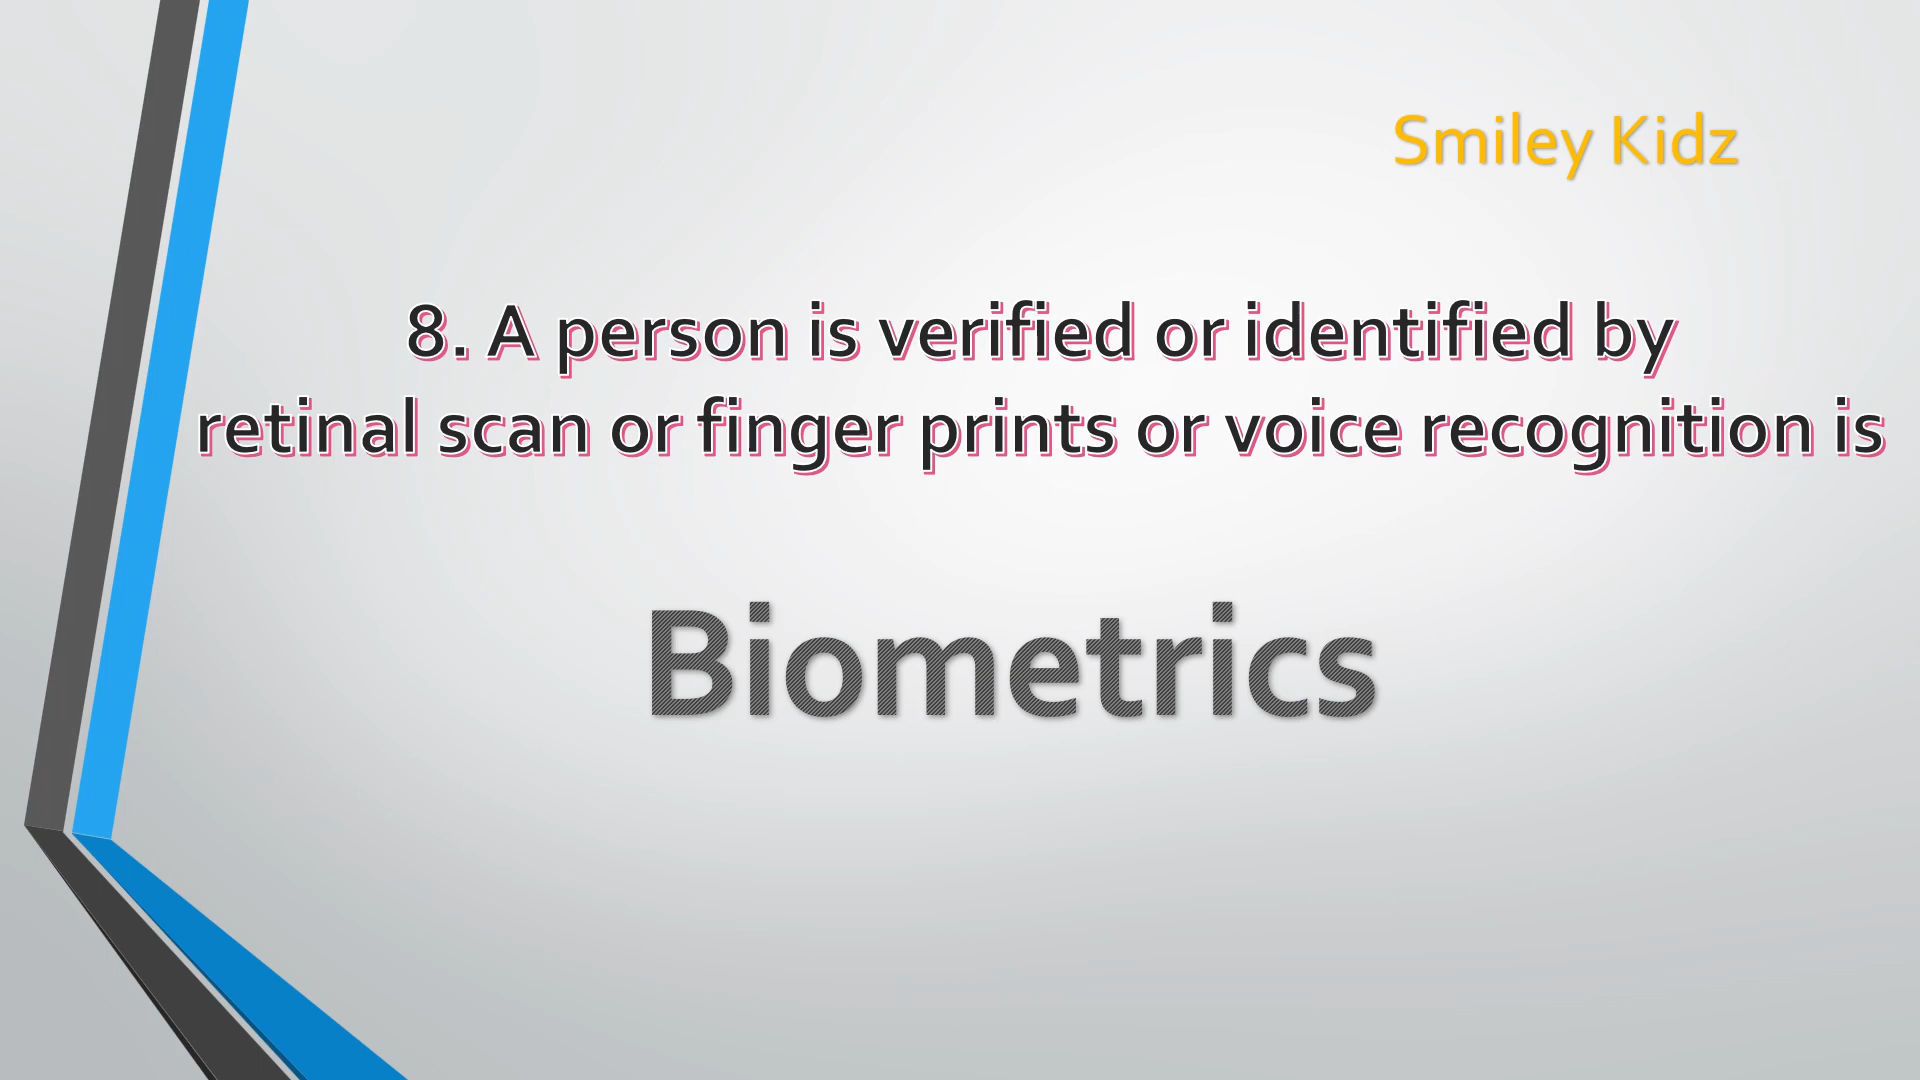 Smiley Kidz
8. A person is verified or identified by
retinal scan or finger prints or voice recognition is
Biometrics